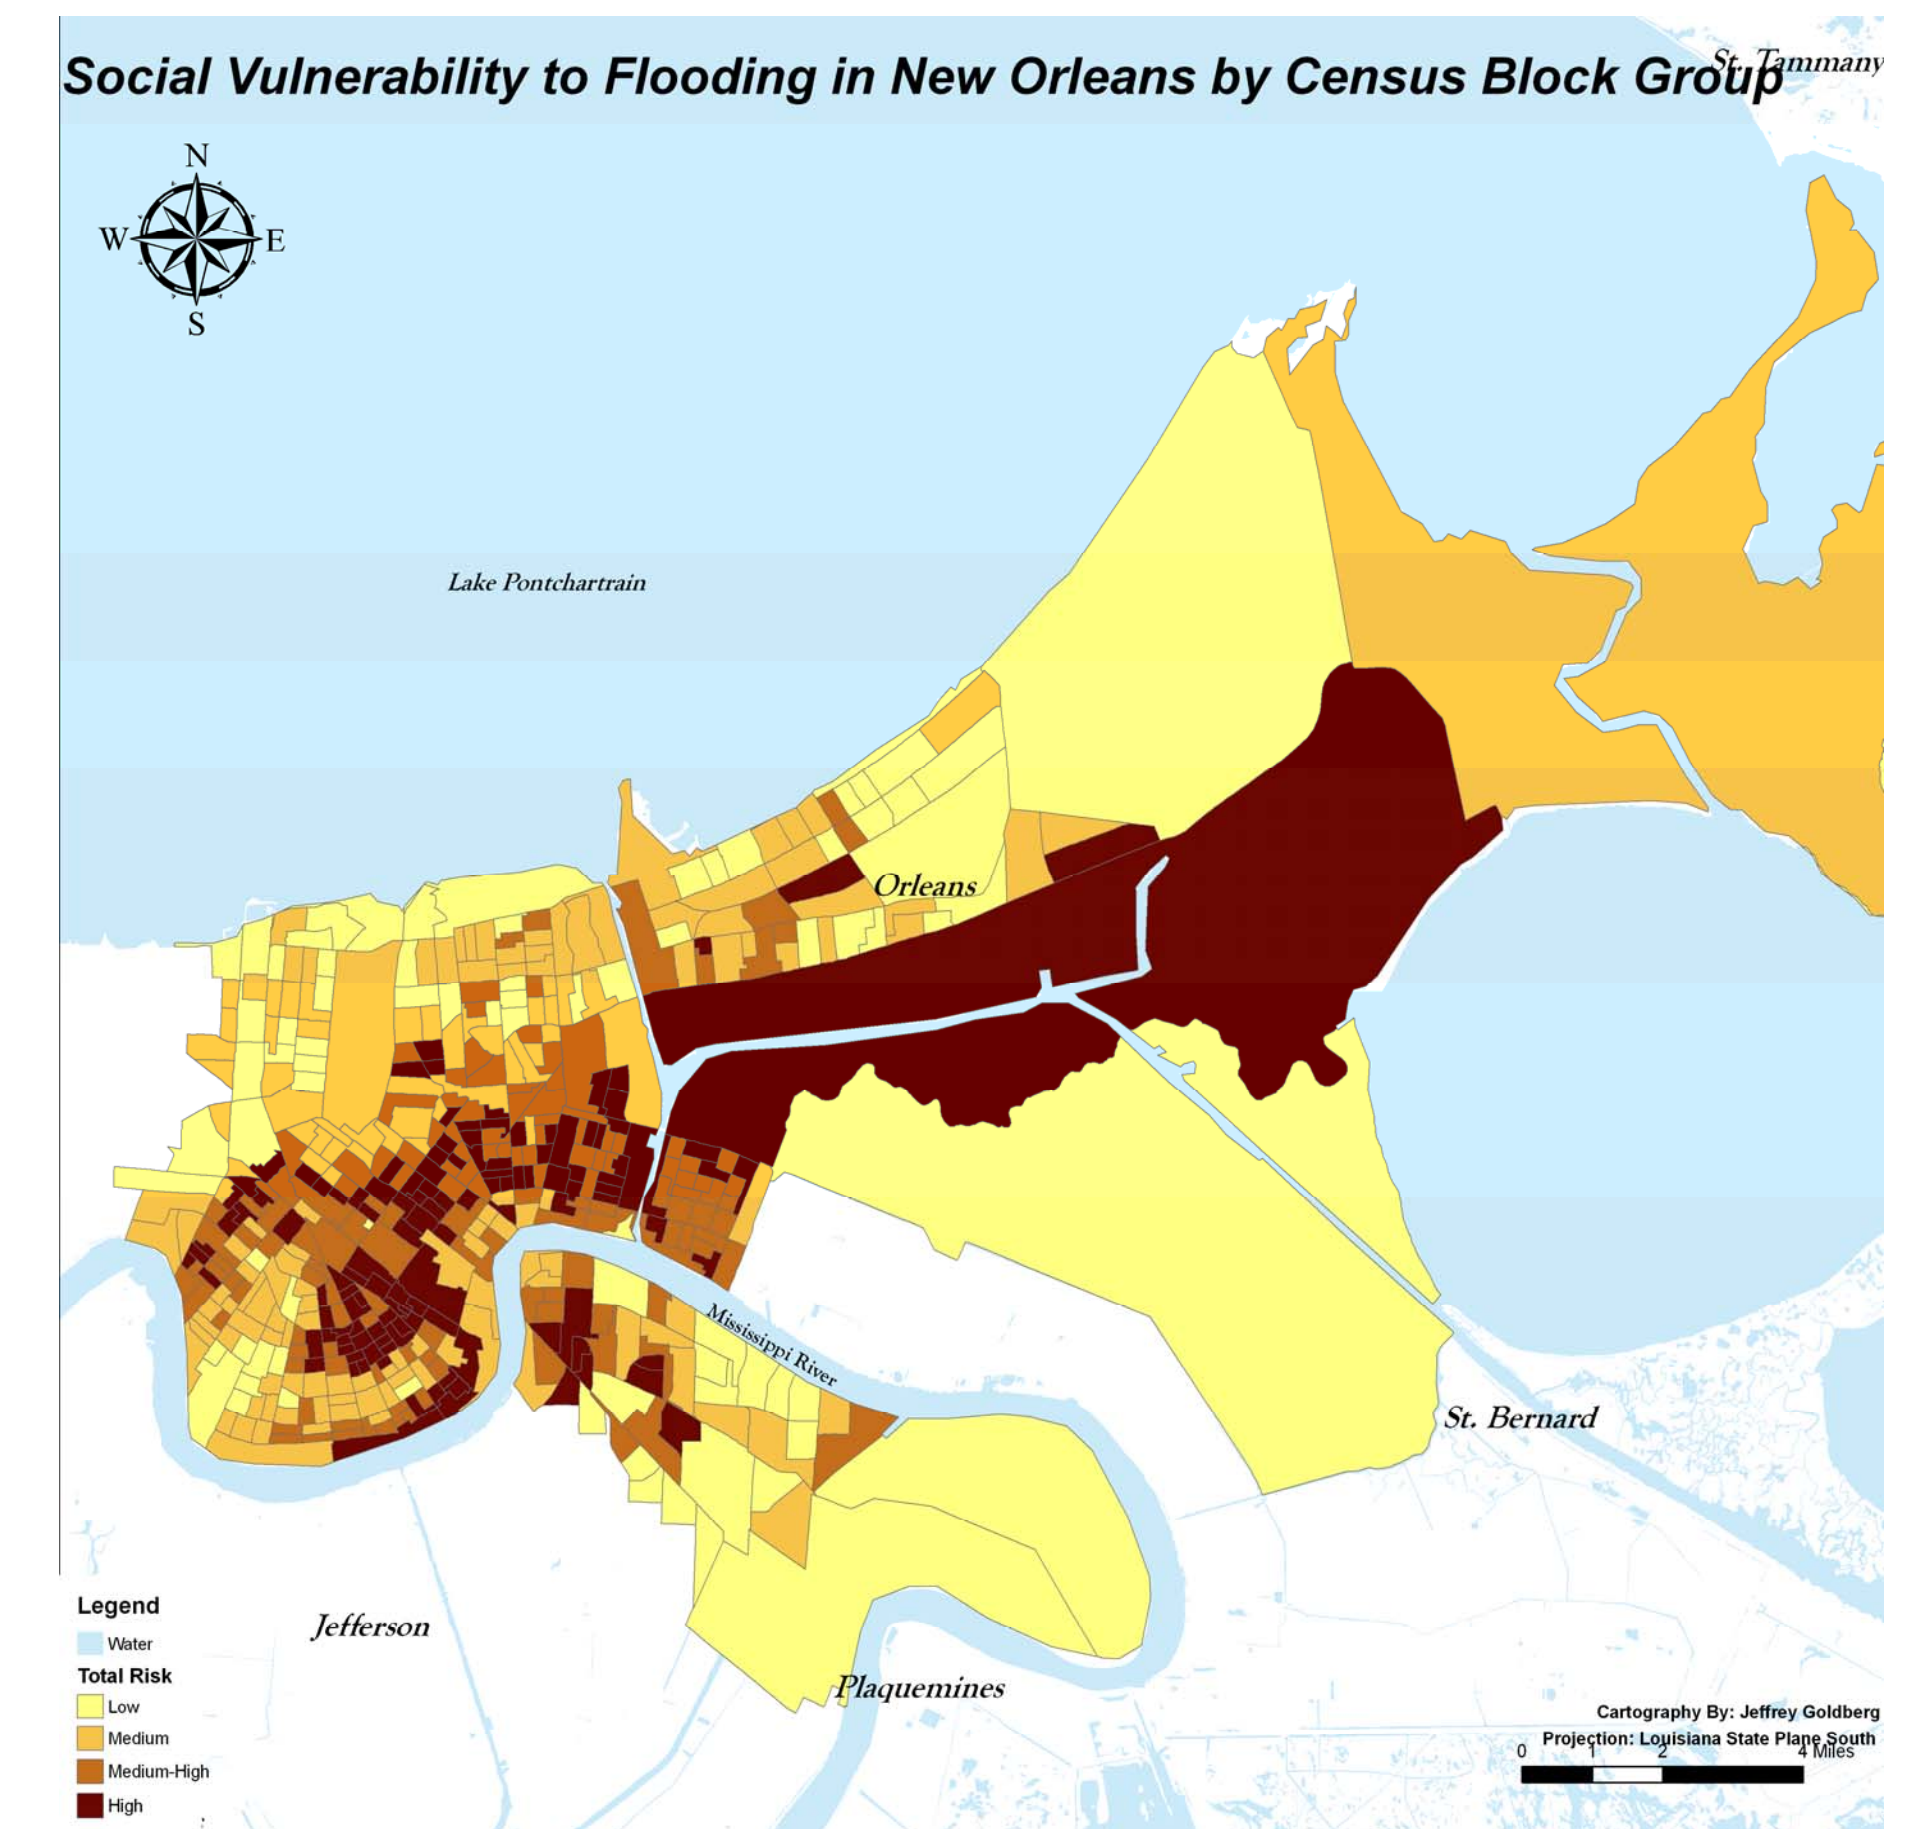 St. Tammany
Social Vulnerability to Flooding in New Orleans by Census Block Group
N
W E
S
Lake Pontchartrain
Orleans
Mississippi River
St. Bernard
Jefferson
Plaquemines
Legend
Water
Total Risk
Low
Medium
Medium-High
High
Cartography By: Jeffrey Goldberg
Projection: Louisiana State Plane South
0 1 2 4 Miles